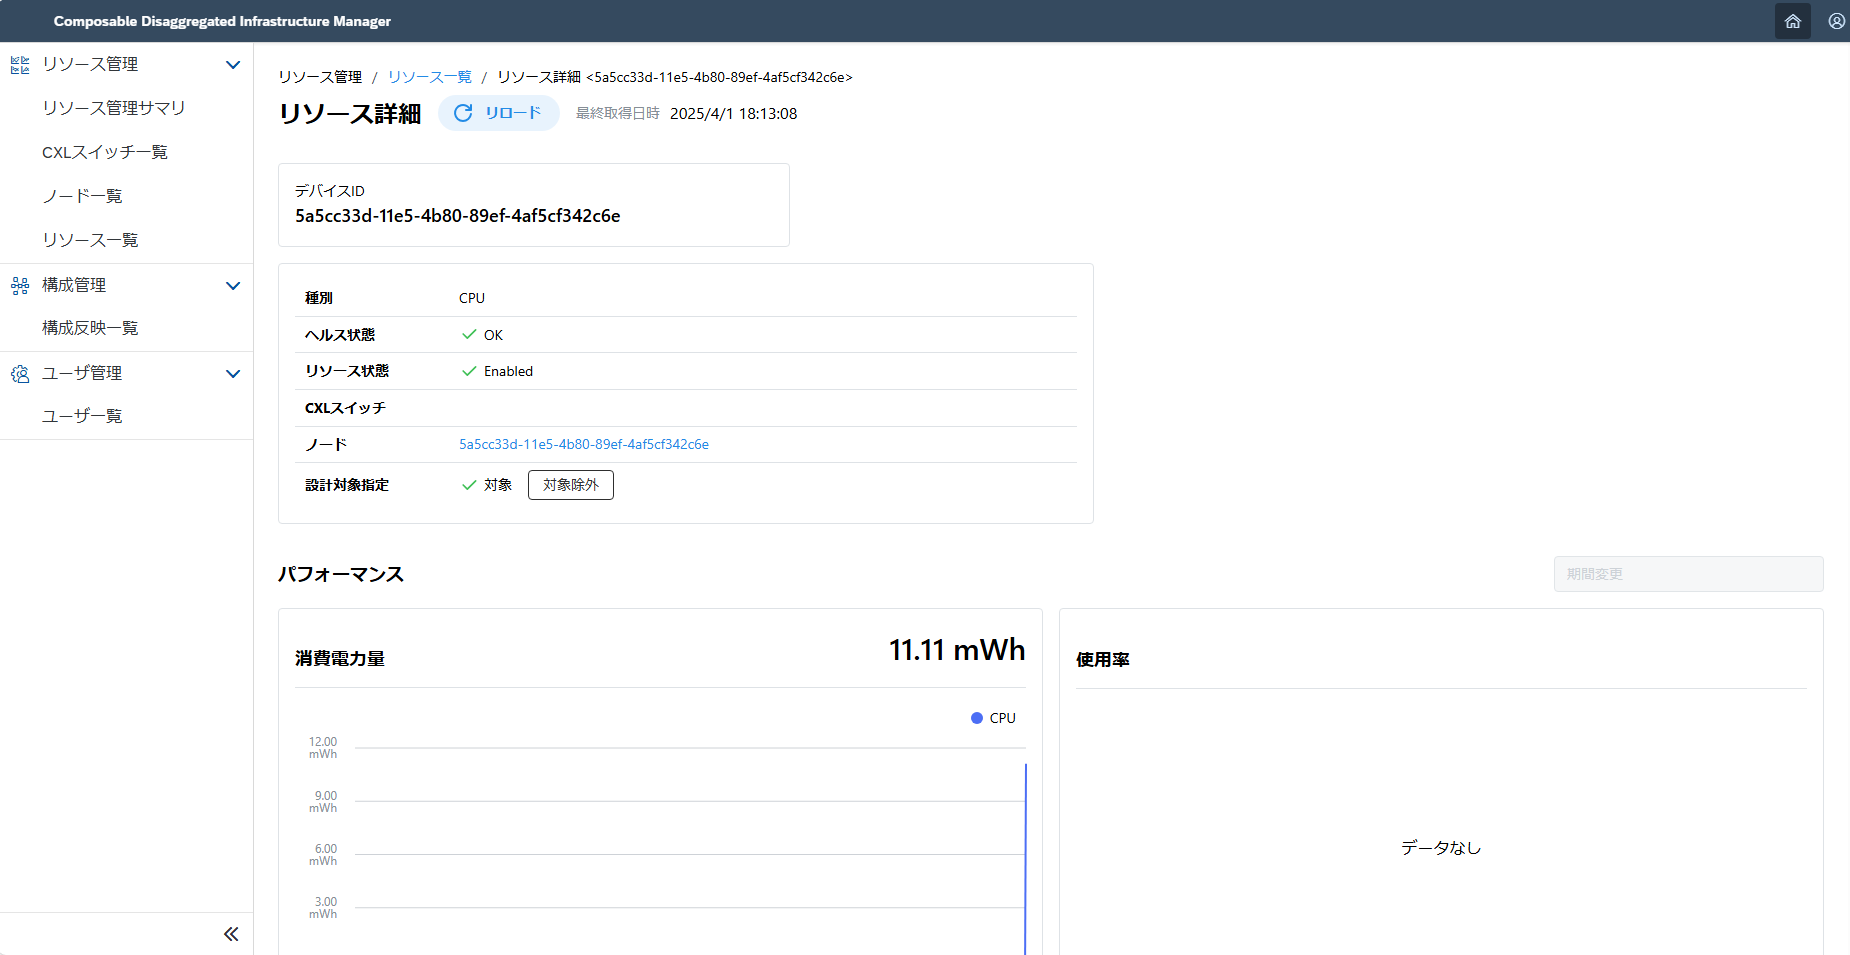 Composable Disaggregated Infrastructure Manager
リソース管理
リソース管理サマリ
CXLスイッチ一覧
ノード一覧
リソース一覧
構成管理
構成反映一覧
ユーザ管理
ユーザ一覧
リソース管理 / リソース一覧 / リソース詳細 <5a5cc33d-11e5-4b80-89ef-4af5cf342c6e>
リソース詳細 リロード 最終取得日時 2025/4/1 18:13:08
デバイスID
5a5cc33d-11e5-4b80-89ef-4af5cf342c6e
種別 CPU
ヘルス状態 OK
リソース状態 Enabled
CXLスイッチ
ノード 5a5cc33d-11e5-4b80-89ef-4af5cf342c6e
設計対象指定 対象 対象除外
パフォーマンス 期間変更
消費電力量 11.11 mWh
CPU
12.00
mWh
9.00
mWh
6.00
mWh
3.00
mWh
使用率
データなし